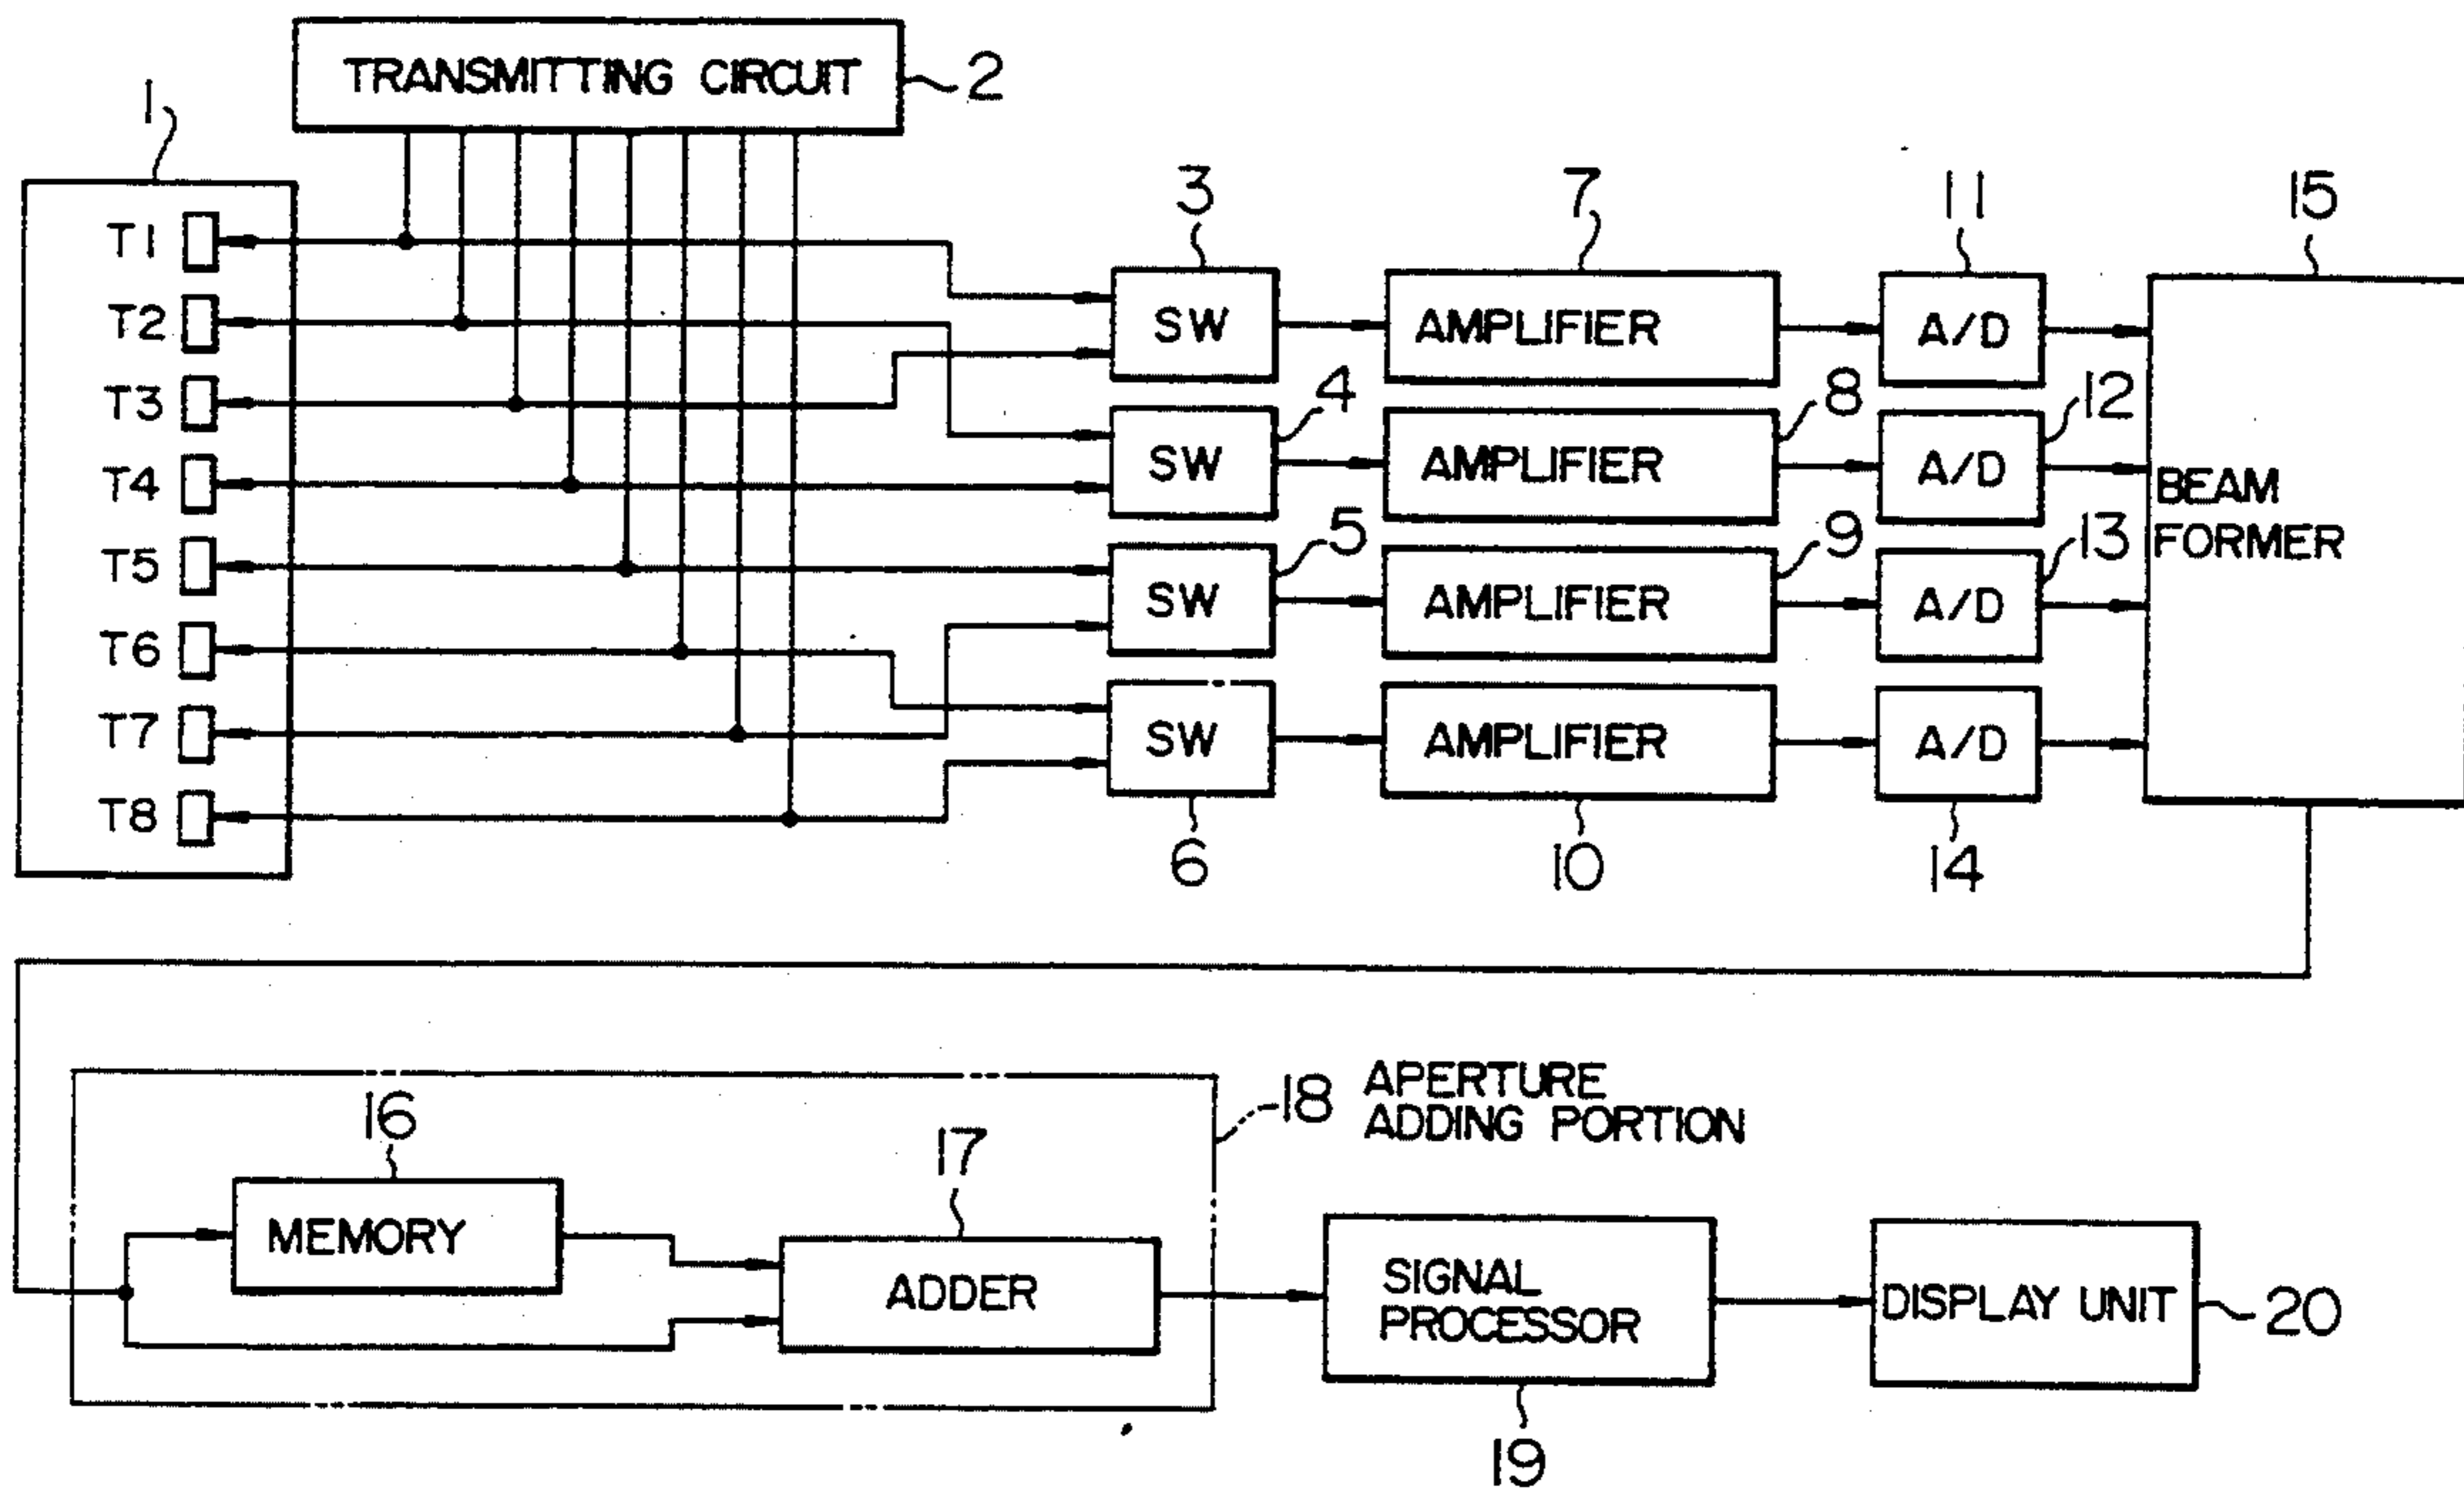 TRANSMITTING CIRCUIT
2
1
T1
T2
T3
T4
T5
T6
T7
T8
3
7
11
15
SW
AMPLIFIER
A/D
4
8
12
SW
AMPLIFIER
A/D
BEAM
FORMER
5
9
13
SW
AMPLIFIER
A/D
SW
AMPLIFIER
A/D
6
10
14
18
APERTURE
ADDING PORTION
16
17
MEMORY
ADDER
SIGNAL
PROCESSOR
DISPLAY UNIT
20
19